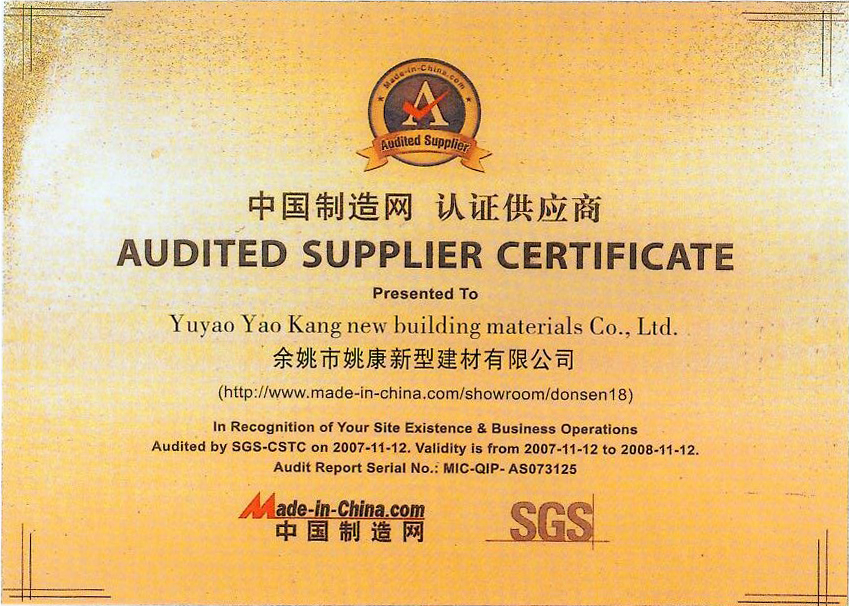 Made-in-China.com
A
Audited Supplier
中国制造网 认证供应商
AUDITED SUPPLIER CERTIFICATE
Presented To
Yuyao Yao Kang new building materials Co., Ltd.
余姚市姚康新型建材有限公司
(http://www.made-in-china.com/showroom/donsen18)
In Recognition of Your Site Existence & Business Operations
Audited by SGS-CSTC on 2007-11-12. Validity is from 2007-11-12 to 2008-11-12.
Audit Report Serial No.: MIC-QIP- AS073125
Made-in-China.com
中国制造网
SGS